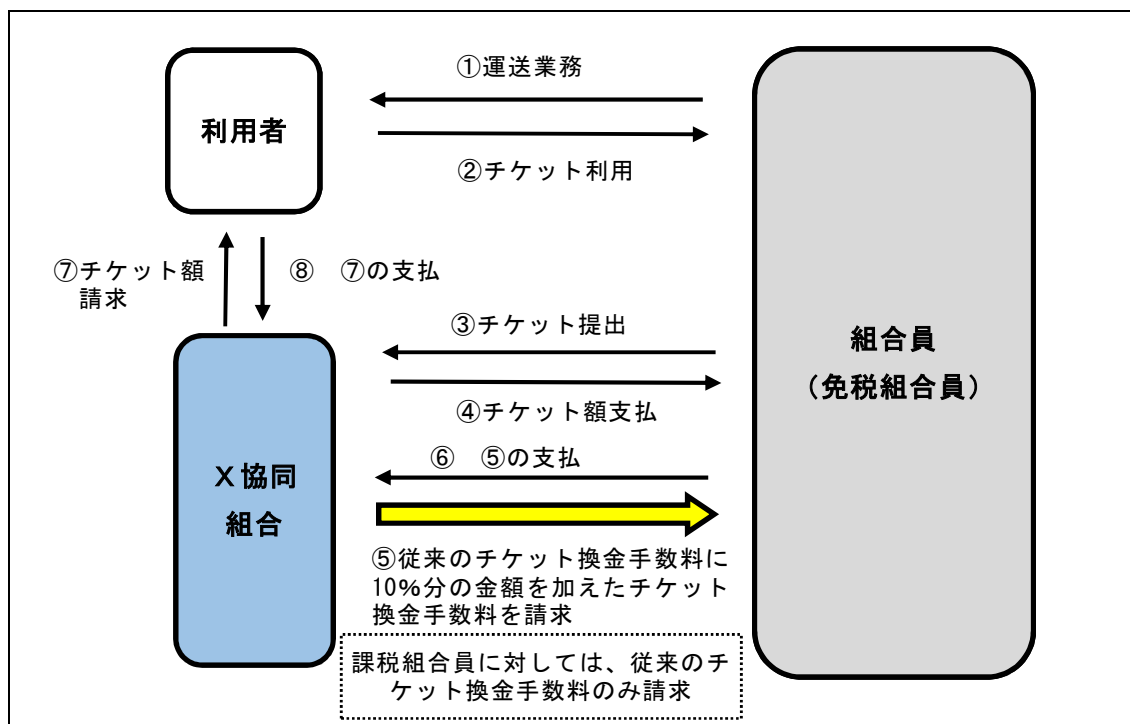 ①運送業務
利用者
②チケット利用
⑦チケット額
請求
⑧ ⑦の支払
③チケット提出
④チケット額支払
組合員
(免税組合員)
⑥ ⑤の支払
X協同
組合
⑤従来のチケット換金手数料に
10%分の金額を加えたチケット
換金手数料を請求
課税組合員に対しては、従来のチ
ケット換金手数料のみ請求